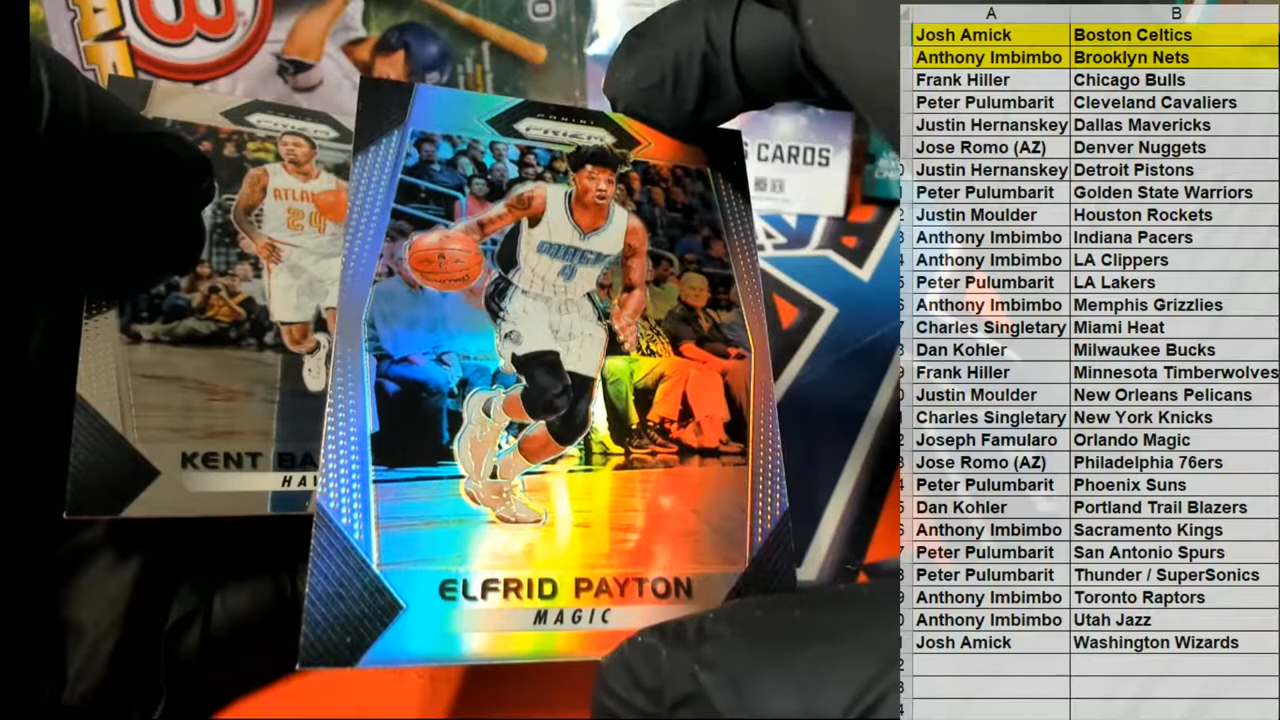 B
PANINI
PRIZM
ATLAN
24
KENT BA
HAW
PANINI
PRIZM
MAGIC
4
ELFRID PAYTON
MAGIC
S CARDS
A B
Josh Amick Boston Celtics
Anthony Imbimbo Brooklyn Nets
Frank Hiller Chicago Bulls
Peter Pulumbarit Cleveland Cavaliers
Justin Hernanskey Dallas Mavericks
Jose Romo (AZ) Denver Nuggets
Justin Hernanskey Detroit Pistons
Peter Pulumbarit Golden State Warriors
Justin Moulder Houston Rockets
Anthony Imbimbo Indiana Pacers
Anthony Imbimbo LA Clippers
Peter Pulumbarit LA Lakers
Anthony Imbimbo Memphis Grizzlies
Charles Singletary Miami Heat
Dan Kohler Milwaukee Bucks
Frank Hiller Minnesota Timberwolves
Justin Moulder New Orleans Pelicans
Charles Singletary New York Knicks
Joseph Famularo Orlando Magic
Jose Romo (AZ) Philadelphia 76ers
Peter Pulumbarit Phoenix Suns
Dan Kohler Portland Trail Blazers
Anthony Imbimbo Sacramento Kings
Peter Pulumbarit San Antonio Spurs
Peter Pulumbarit Thunder / SuperSonics
Anthony Imbimbo Toronto Raptors
Anthony Imbimbo Utah Jazz
Josh Amick Washington Wizards